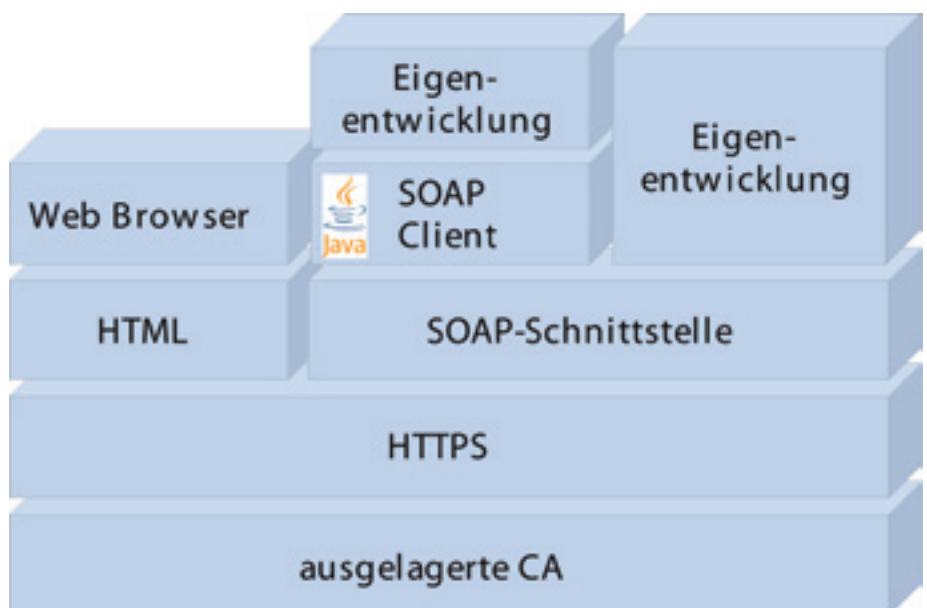 Eigen-
entwicklung
Eigen-
entwicklung
Web Browser
Java
SOAP
Client
HTML
SOAP-Schnittstelle
HTTPS
ausgelagerte CA